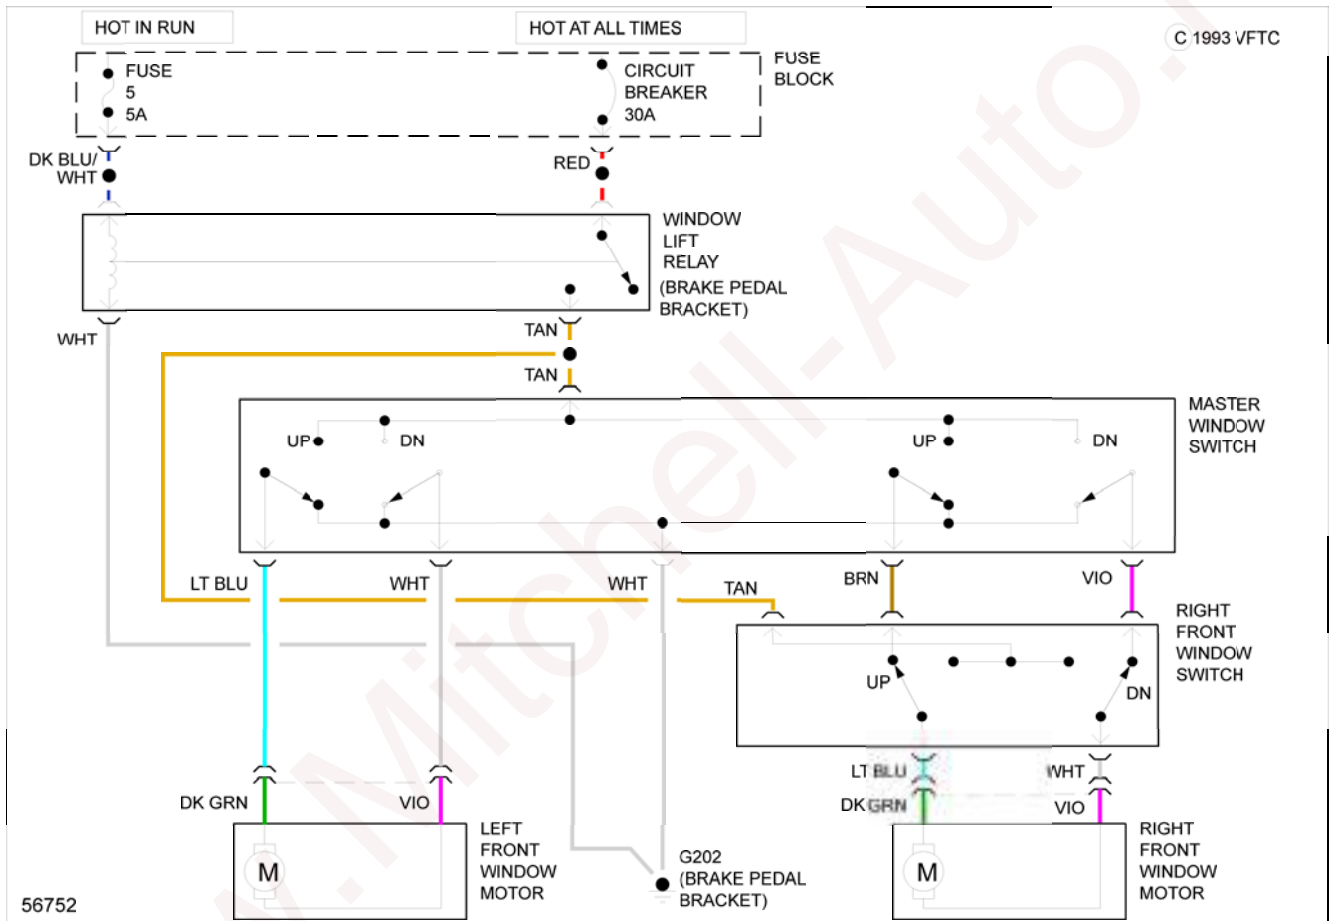 HOT IN RUN
HOT AT ALL TIMES
C 1993 VFTC
FUSE
5
5A
CIRCUIT
BREAKER
30A
FUSE
BLOCK
DK BLU/
WHT
RED
WINDOW
LIFT
RELAY
(BRAKE PEDAL
BRACKET)
WHT
TAN
TAN
MASTER
WINDOW
SWITCH
UP
DN
UP
DN
LT BLU
WHT
WHT
TAN
BRN
VIO
RIGHT
FRONT
WINDOW
SWITCH
UP
DN
LT BLU
WHT
DK GRN
VIO
DK GRN
VIO
LEFT
FRONT
WINDOW
MOTOR
M
G202
(BRAKE PEDAL
BRACKET)
M
RIGHT
FRONT
WINDOW
MOTOR
56752
w.Mitchell-Auto.